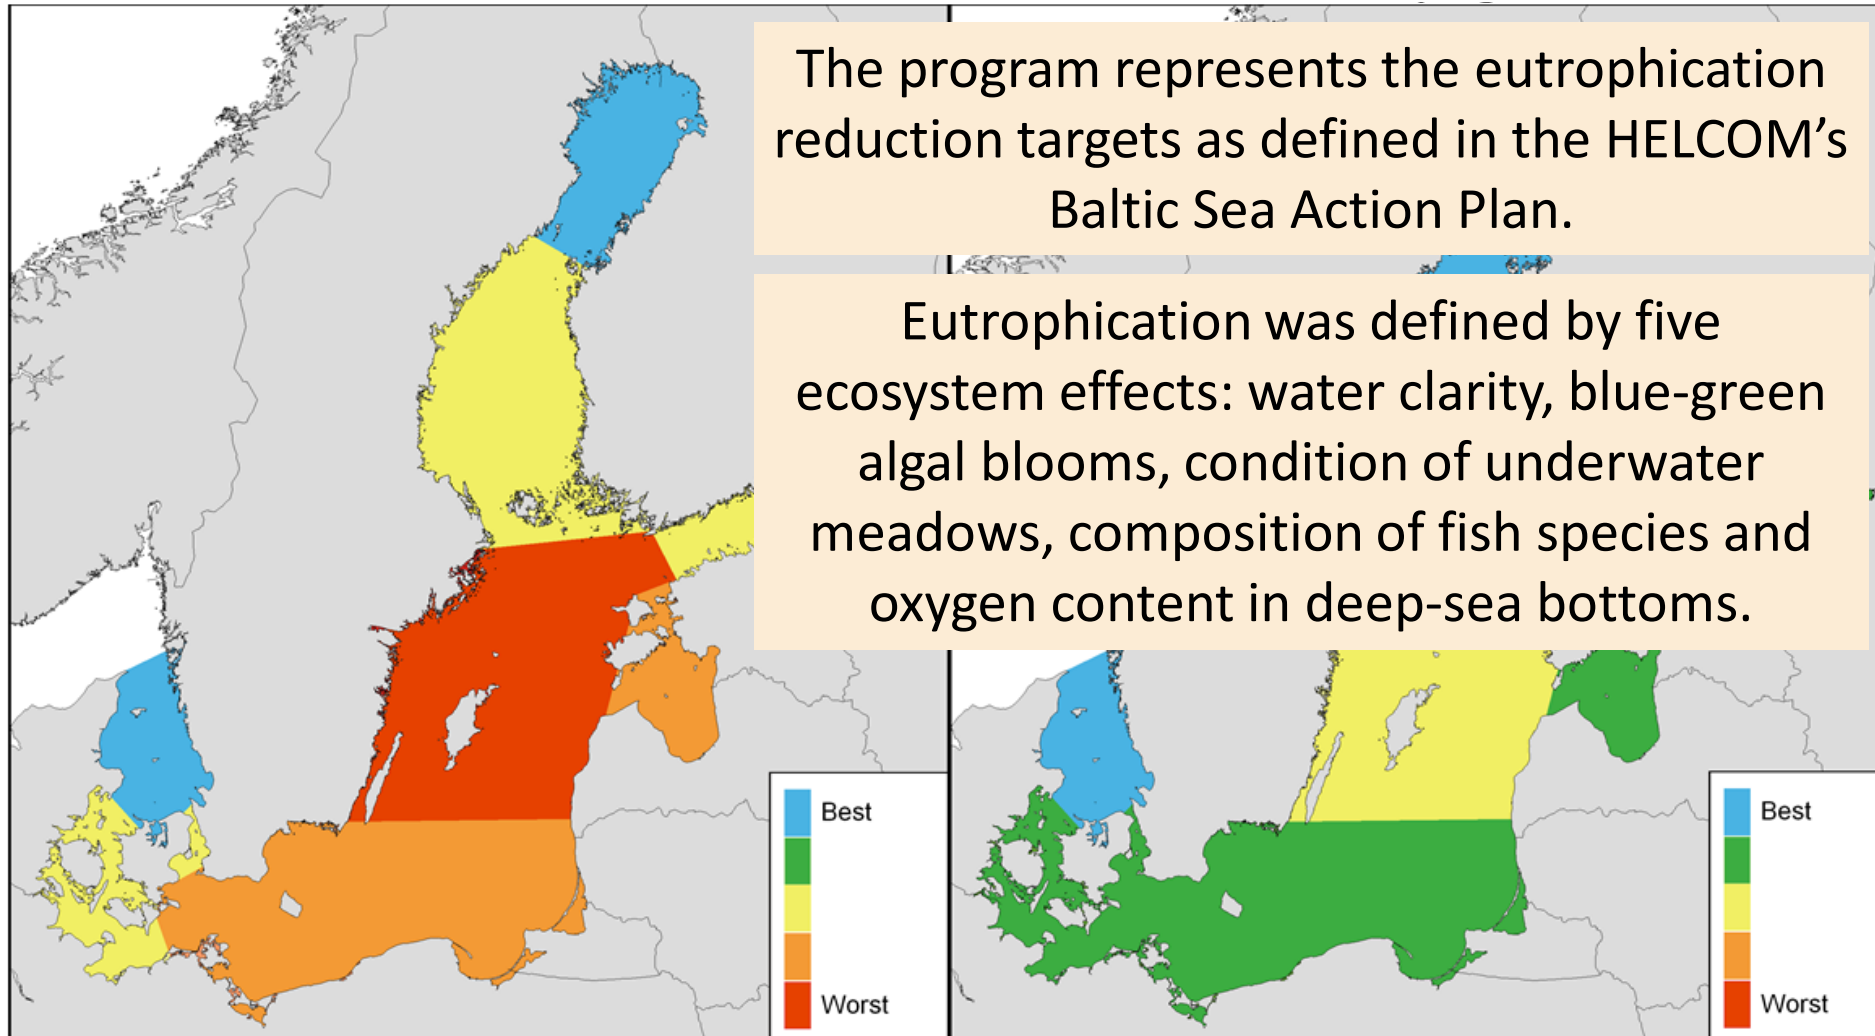 The program represents the eutrophication
reduction targets as defined in the HELCOM’s
Baltic Sea Action Plan.
Eutrophication was defined by five
ecosystem effects: water clarity, blue-green
algal blooms, condition of underwater
meadows, composition of fish species and
oxygen content in deep-sea bottoms.
Best
Worst
Best
Worst